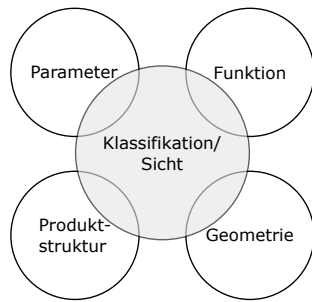 Parameter
Funktion
Klassifikation/
Sicht
Produkt-
struktur
Geometrie